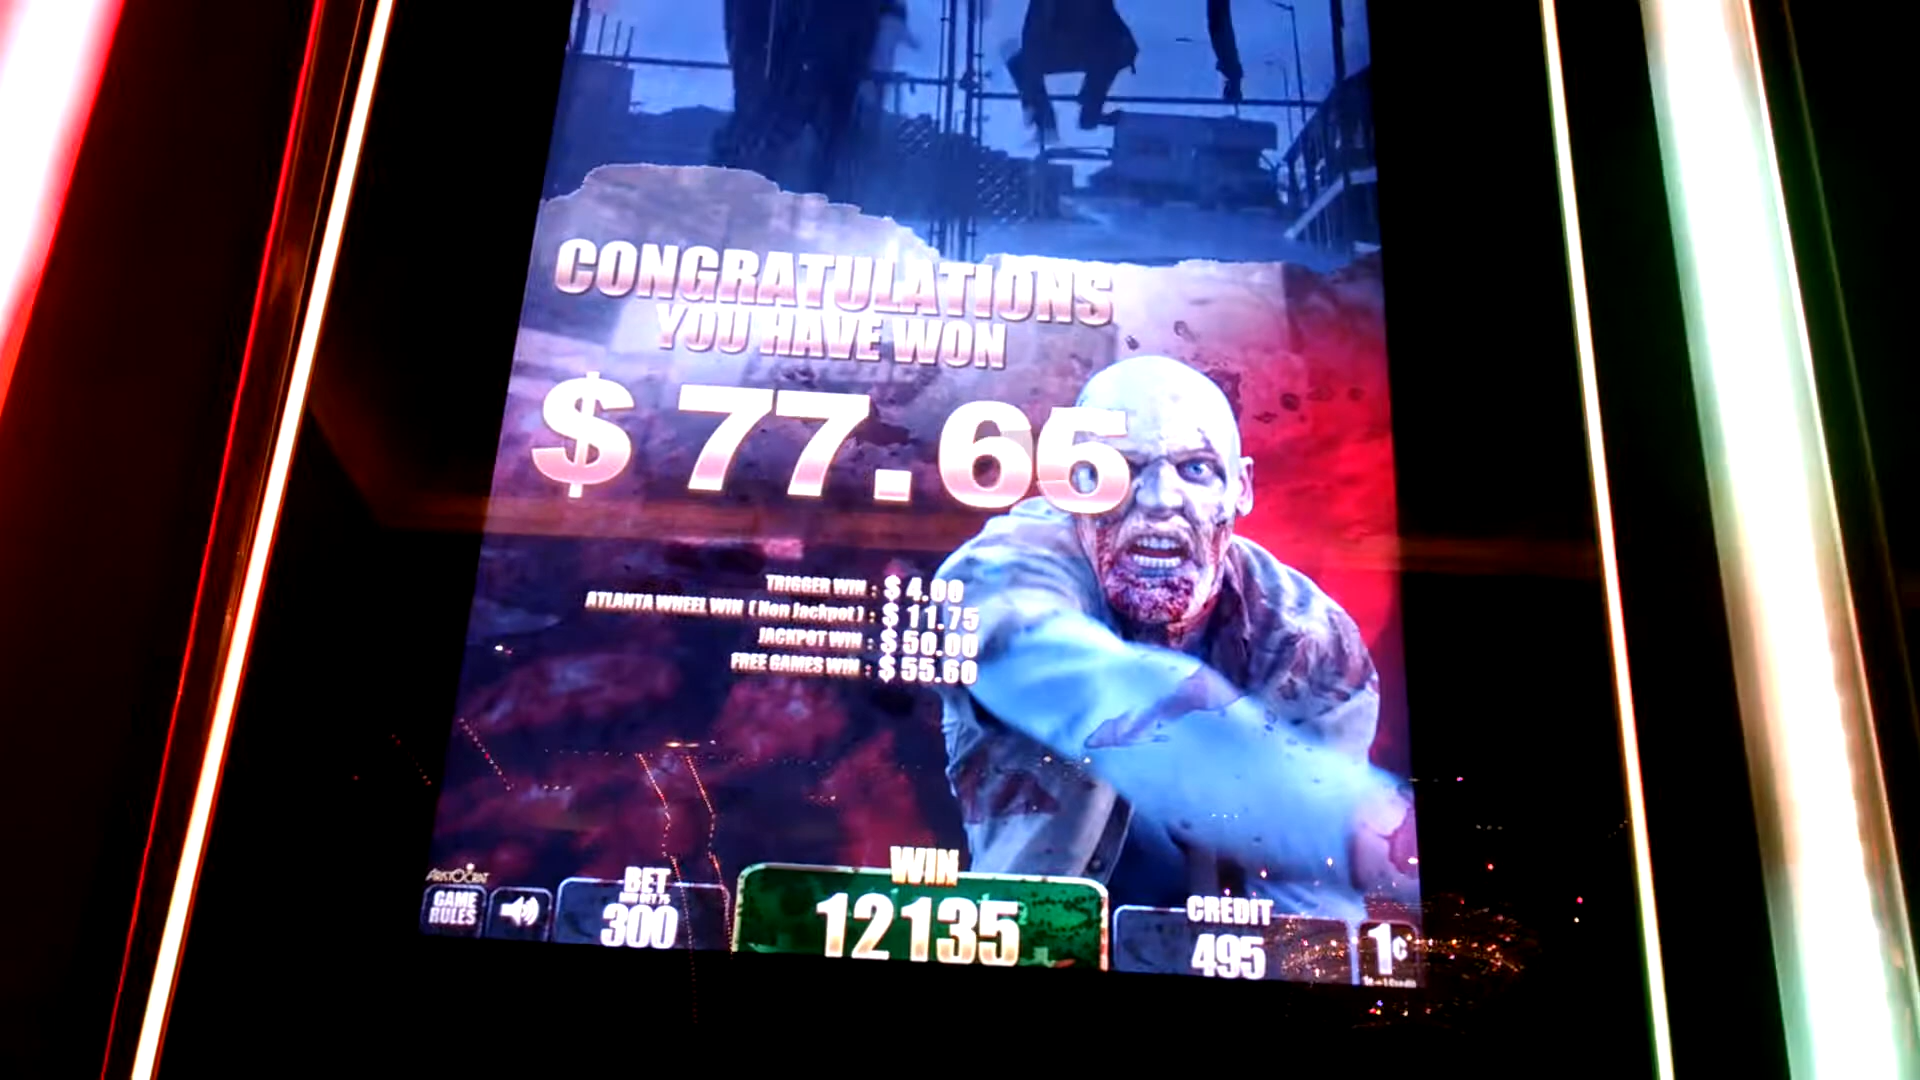 CONGRATULATIONS
YOU HAVE WON
$77.65
TRIGGER WIN : $4.00
ATLANTA WHEEL WIN (Non Jackpot) : $11.75
JACKPOT WIN : $50.00
FREE GAMES WIN : $55.60
ARISTOCRAT
GAME RULES
BET
300
WIN
12135
CREDIT
495
1¢